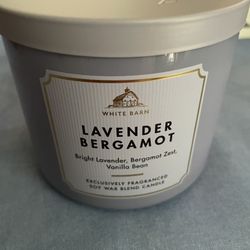 WHITE BARN
LAVENDER
BERGAMOT
Bright Lavender, Bergamot Zest,
Vanilla Bean
EXCLUSIVELY FRAGRANCED
SOY WAX BLEND CANDLE